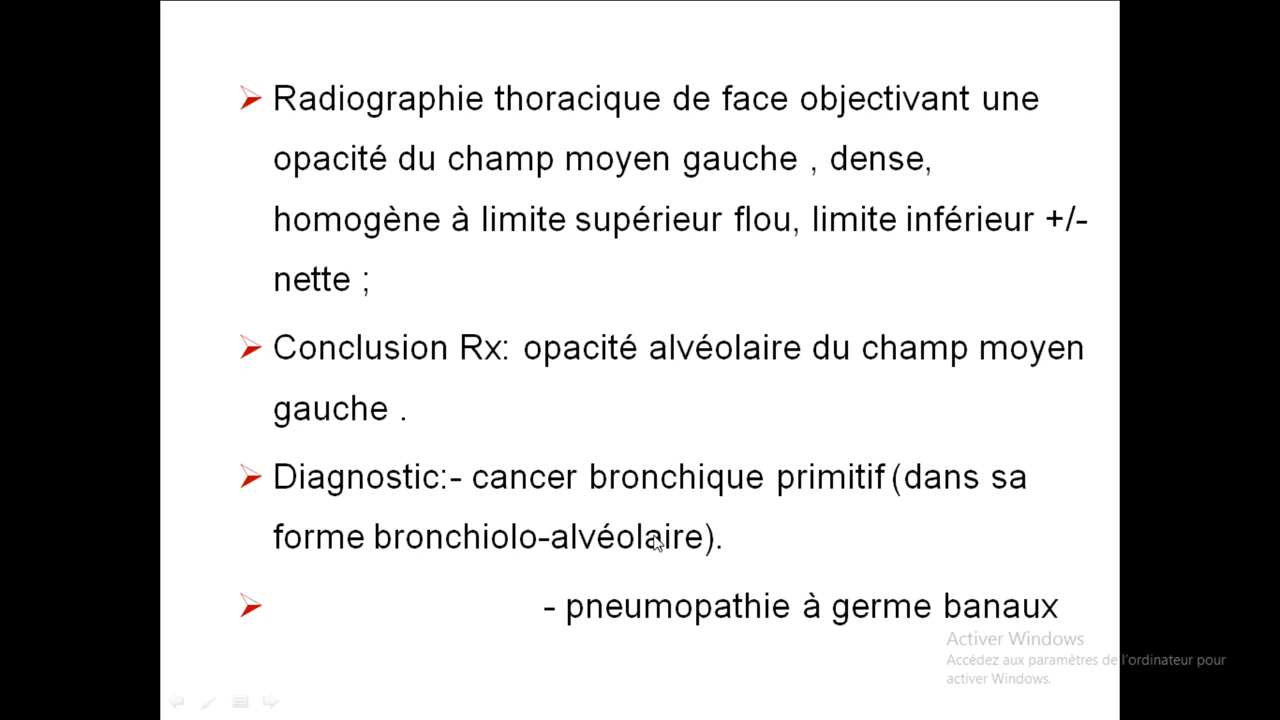 Radiographie thoracique de face objectivant une
opacité du champ moyen gauche , dense,
homogène à limite supérieur flou, limite inférieur +/-
nette ;
Conclusion Rx: opacité alvéolaire du champ moyen
gauche .
Diagnostic:- cancer bronchique primitif (dans sa
forme bronchiolo-alvéolaire).
- pneumopathie à germe banaux
Activer Windows
Accédez aux paramètres de l'ordinateur pour
activer Windows.